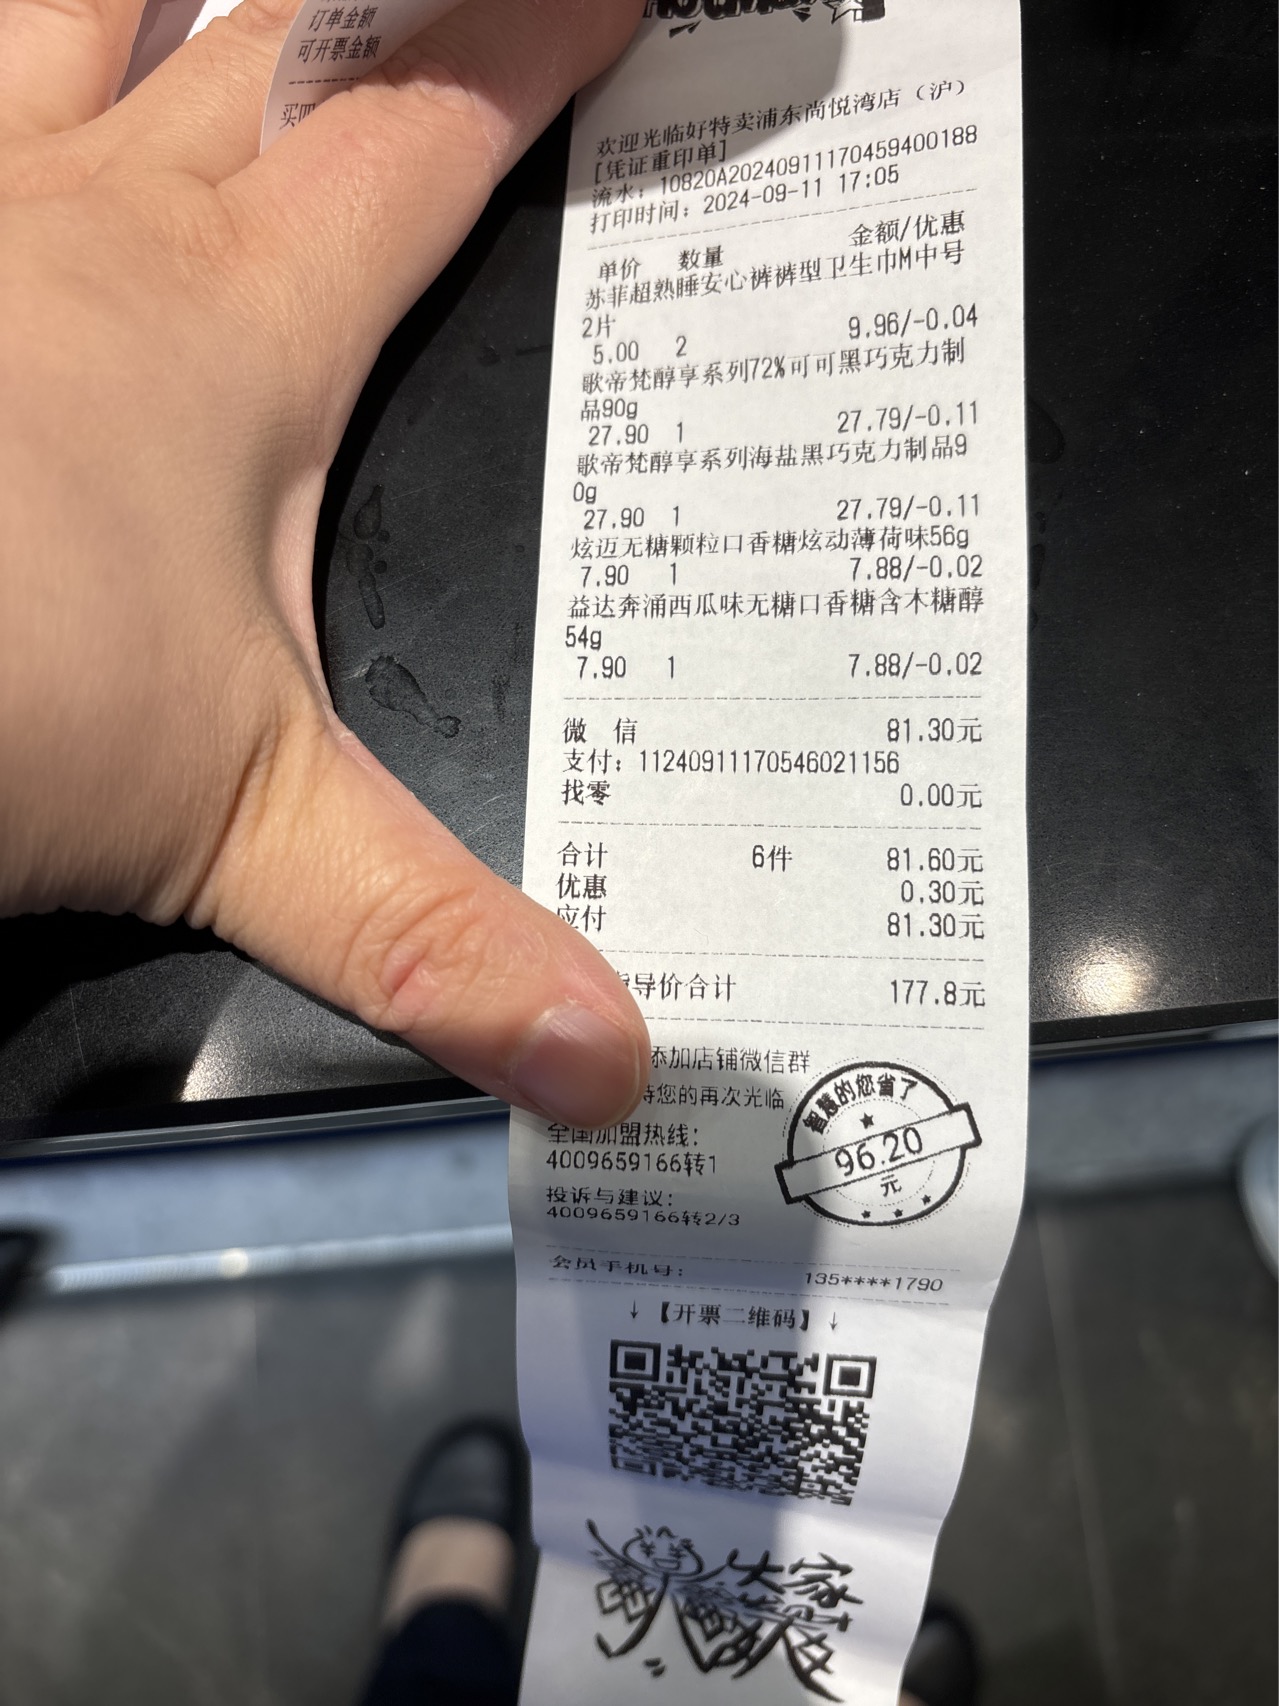 订单金额
可开票金额
买四
欢迎光临好特卖浦东尚悦湾店（沪）
[凭证重印单]
流水：10820A2024091117045940​0188
打印时间：2024-09-11 17:05
单价 数量 金额/优惠
苏菲超熟睡安心裤裤型卫生巾M中号
2片
5.00 2 9.96/-0.04
歌帝梵醇享系列72%可可黑巧克力制
品90g
27.90 1 27.79/-0.11
歌帝梵醇享系列海盐黑巧克力制品9
0g
27.90 1 27.79/-0.11
炫迈无糖颗粒口香糖炫动薄荷味56g
7.90 1 7.88/-0.02
益达奔涌西瓜味无糖口香糖含木糖醇
54g
7.90 1 7.88/-0.02
微 信 81.30元
支付：11240911170546021156
找零 0.00元
合计 6件 81.60元
优惠 0.30元
应付 81.30元
导价合计 177.8元
添加店铺微信群
待您的再次光临
智慧的您省了
96.20
元
全国加盟热线：
4009659166转1
投诉与建议：
4009659166转2/3
会员手机号： 135****1790
↓【开票二维码】↓
大家